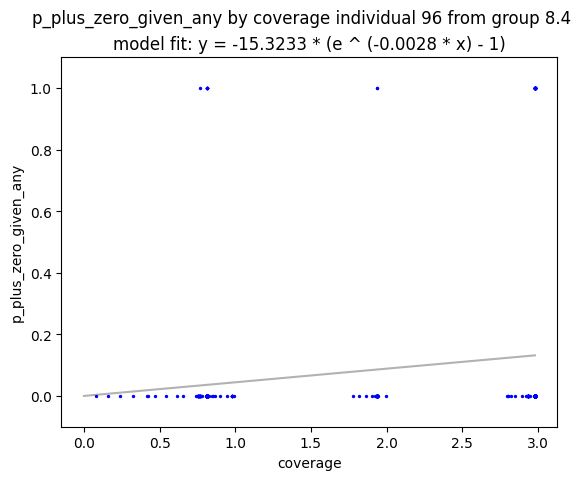 p_plus_zero_given_any by coverage individual 96 from group 8.4
model fit: y = -15.3233 * (e ^ (-0.0028 * x) - 1)
1.0
0.8
0.6
0.4
0.2
0.0
p_plus_zero_given_any
0.0 0.5 1.0 1.5 2.0 2.5 3.0
coverage